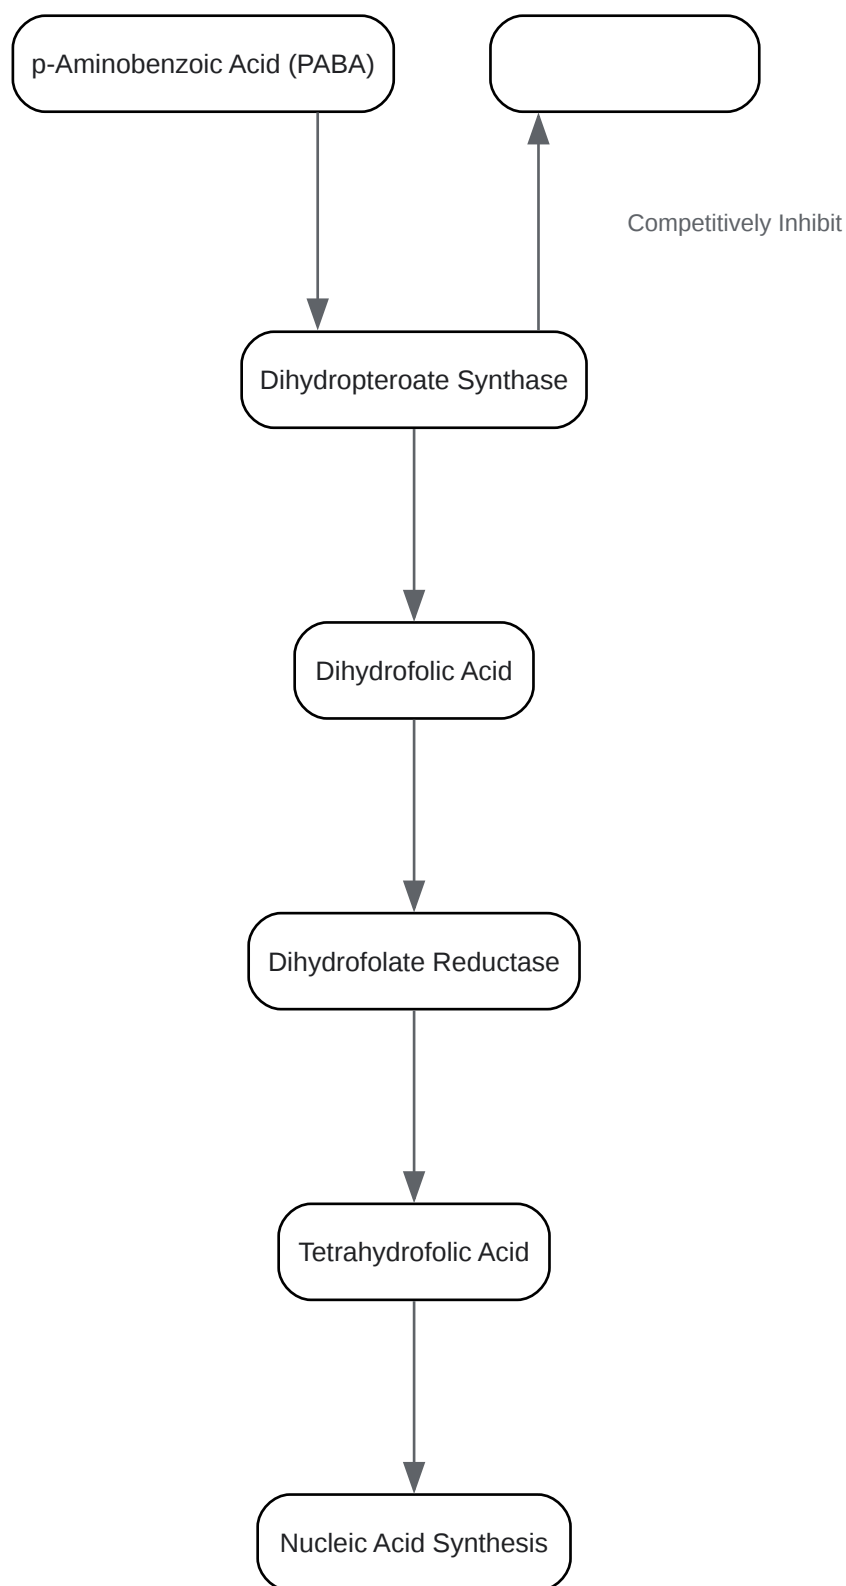 p-Aminobenzoic Acid (PABA)
Competitively Inhibit
Dihydropteroate Synthase
Dihydrofolic Acid
Dihydrofolate Reductase
Tetrahydrofolic Acid
Nucleic Acid Synthesis